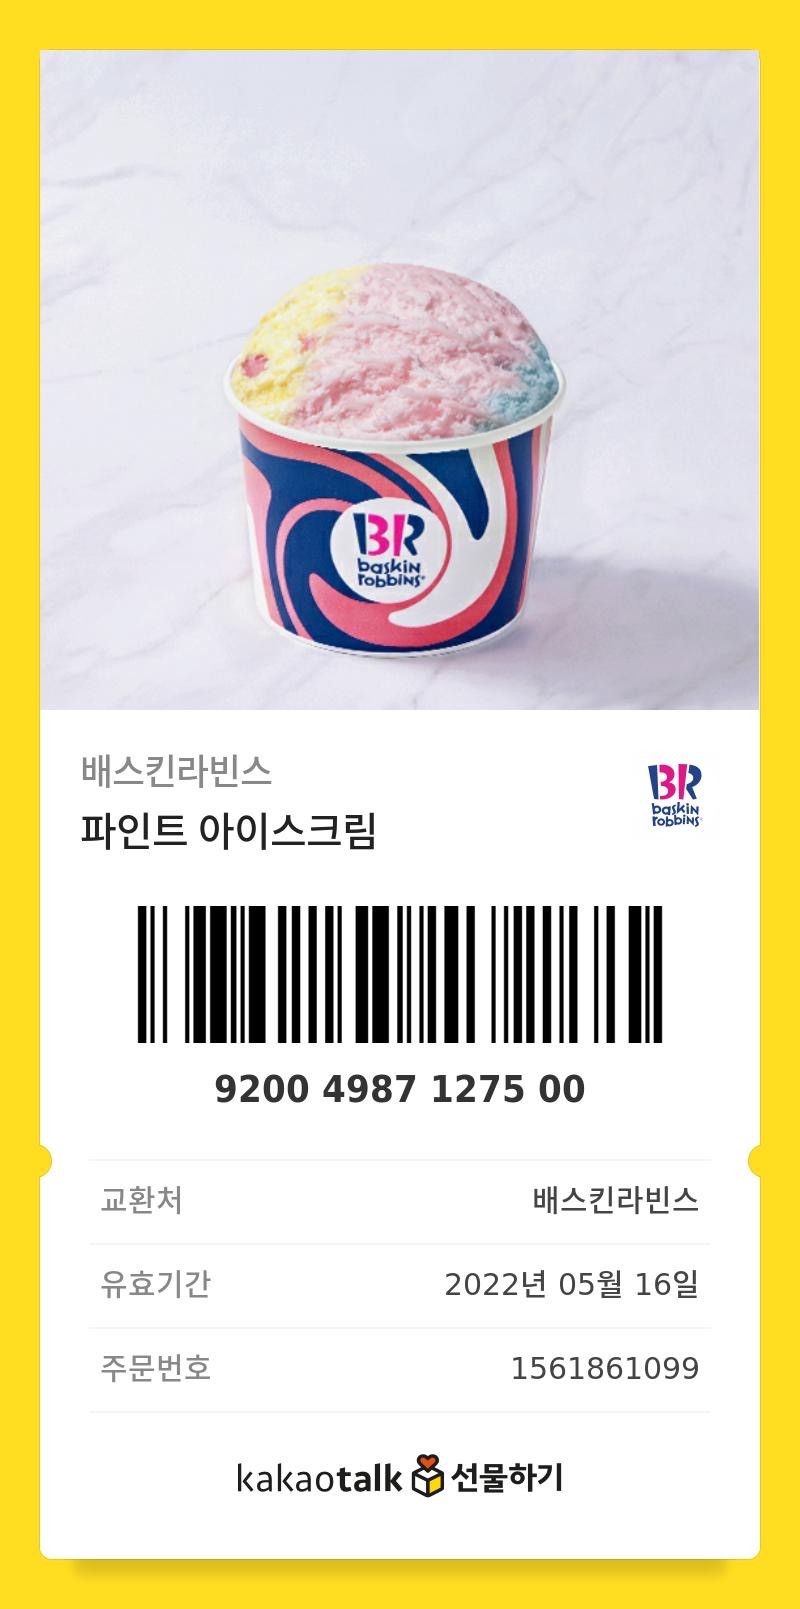 BR
baskin
robbins
배스킨라빈스
파인트 아이스크림
BR
baskin
robbins
9200 4987 1275 00
교환처 배스킨라빈스
유효기간 2022년 05월 16일
주문번호 1561861099
kakaotalk 선물하기